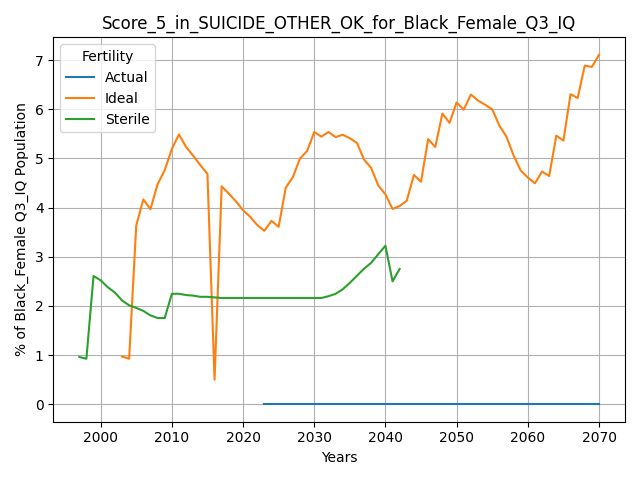 Score_5_in_SUICIDE_OTHER_OK_for_Black_Female_Q3_IQ
Fertility
Actual
Ideal
Sterile
% of Black_Female Q3_IQ Population
7
6
5
4
3
2
1
0
2000 2010 2020 2030 2040 2050 2060 2070
Years